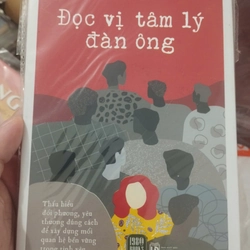 Đọc vị tâm lý
đàn ông
Thấu hiểu
đối phương, yêu
thương đúng cách
để xây dựng mối
quan hệ bền vững